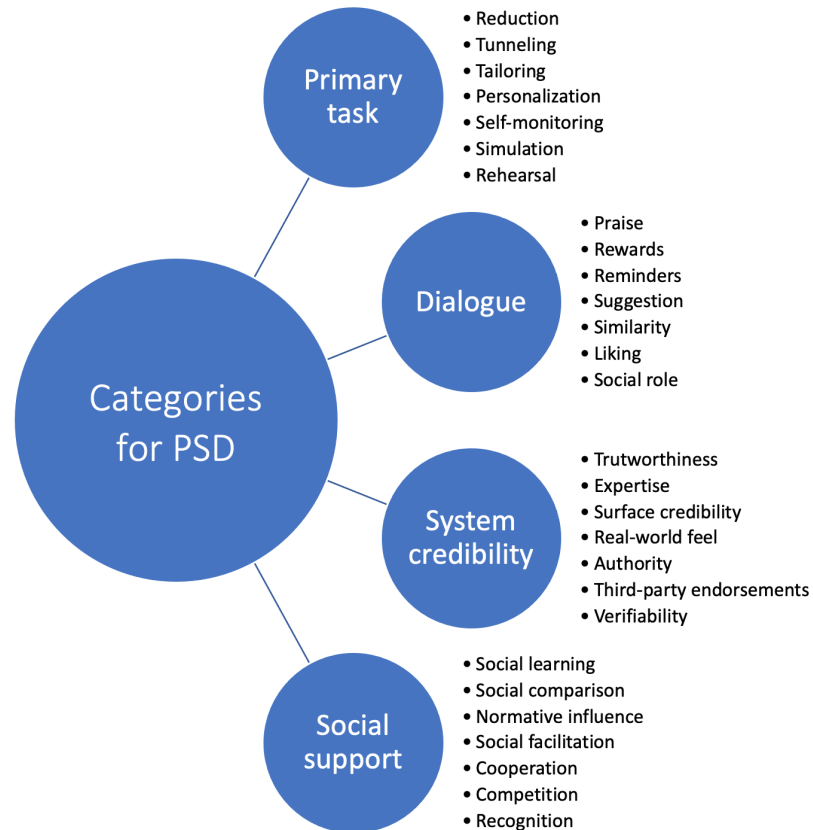 Categories
for PSD
Primary
task
• Reduction
• Tunneling
• Tailoring
• Personalization
• Self-monitoring
• Simulation
• Rehearsal
Dialogue
• Praise
• Rewards
• Reminders
• Suggestion
• Similarity
• Liking
• Social role
System
credibility
• Trutworthiness
• Expertise
• Surface credibility
• Real-world feel
• Authority
• Third-party endorsements
• Verifiability
Social
support
• Social learning
• Social comparison
• Normative influence
• Social facilitation
• Cooperation
• Competition
• Recognition